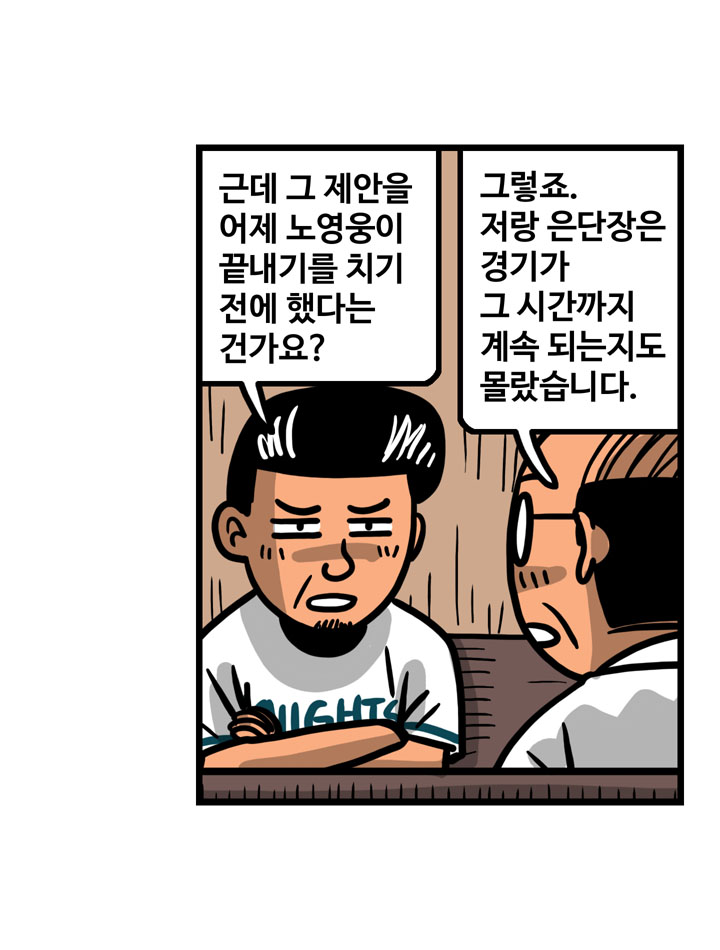 근데 그 제안을
어제 노영웅이
끝내기를 치기
전에 했다는
건가요?
그렇죠.
저랑 은단장은
경기가
그 시간까지
계속 되는지도
몰랐습니다.